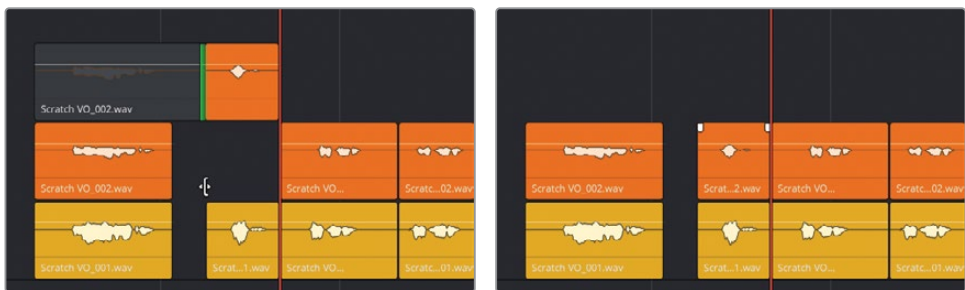 Scratch VO_002.wav
Scratch VO_002.wav
Scratch VO...
Scratc...02.wav
Scratch VO_001.wav
Scrat...1.wav
Scratch VO...
Scratc...01.wav
Scratch VO_002.wav
Scrat...2.wav
Scratch VO...
Scratc...02.wav
Scratch VO_001.wav
Scrat...1.wav
Scratch VO...
Scratc...01.wav